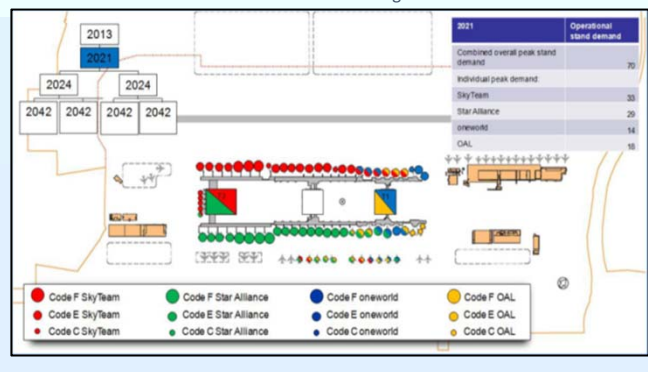 2013
2021
2024 2024
2042 2042 2042 2042
2021 Operational stand demand
Combined overall peak stand demand 70
Individual peak demand:
SkyTeam 33
Star Alliance 29
oneworld 14
OAL 16
Code F SkyTeam Code F Star Alliance Code F oneworld Code F OAL
Code E SkyTeam Code E Star Alliance Code E oneworld Code E OAL
Code C SkyTeam Code C Star Alliance Code C oneworld Code C OAL